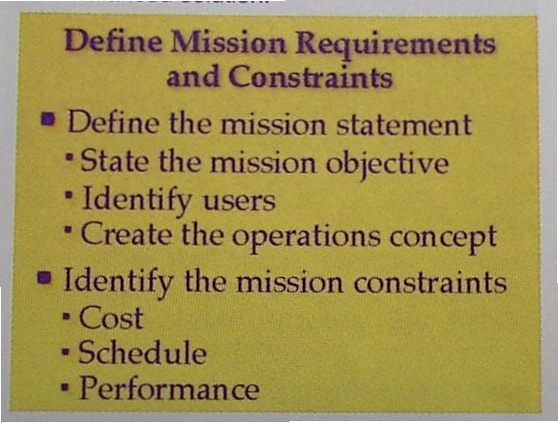 Define Mission Requirements
and Constraints
▪ Define the mission statement
▪ State the mission objective
▪ Identify users
▪ Create the operations concept
▪ Identify the mission constraints
▪ Cost
▪ Schedule
▪ Performance